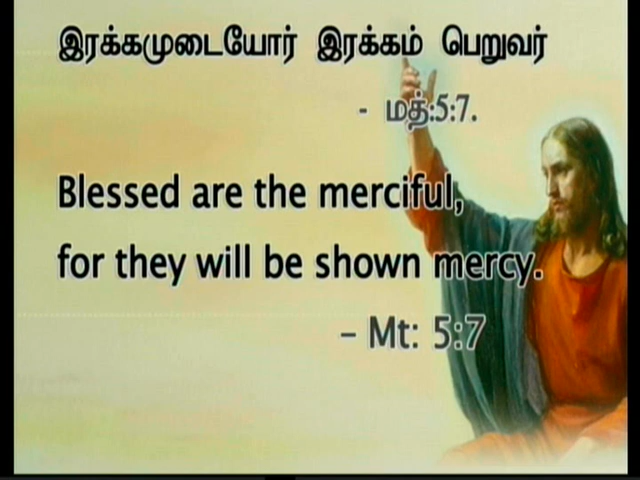 இரக்கமுடையோர் இரக்கம் பெறுவர்
- மத்:5:7.
Blessed are the merciful,
for they will be shown mercy.
– Mt: 5:7